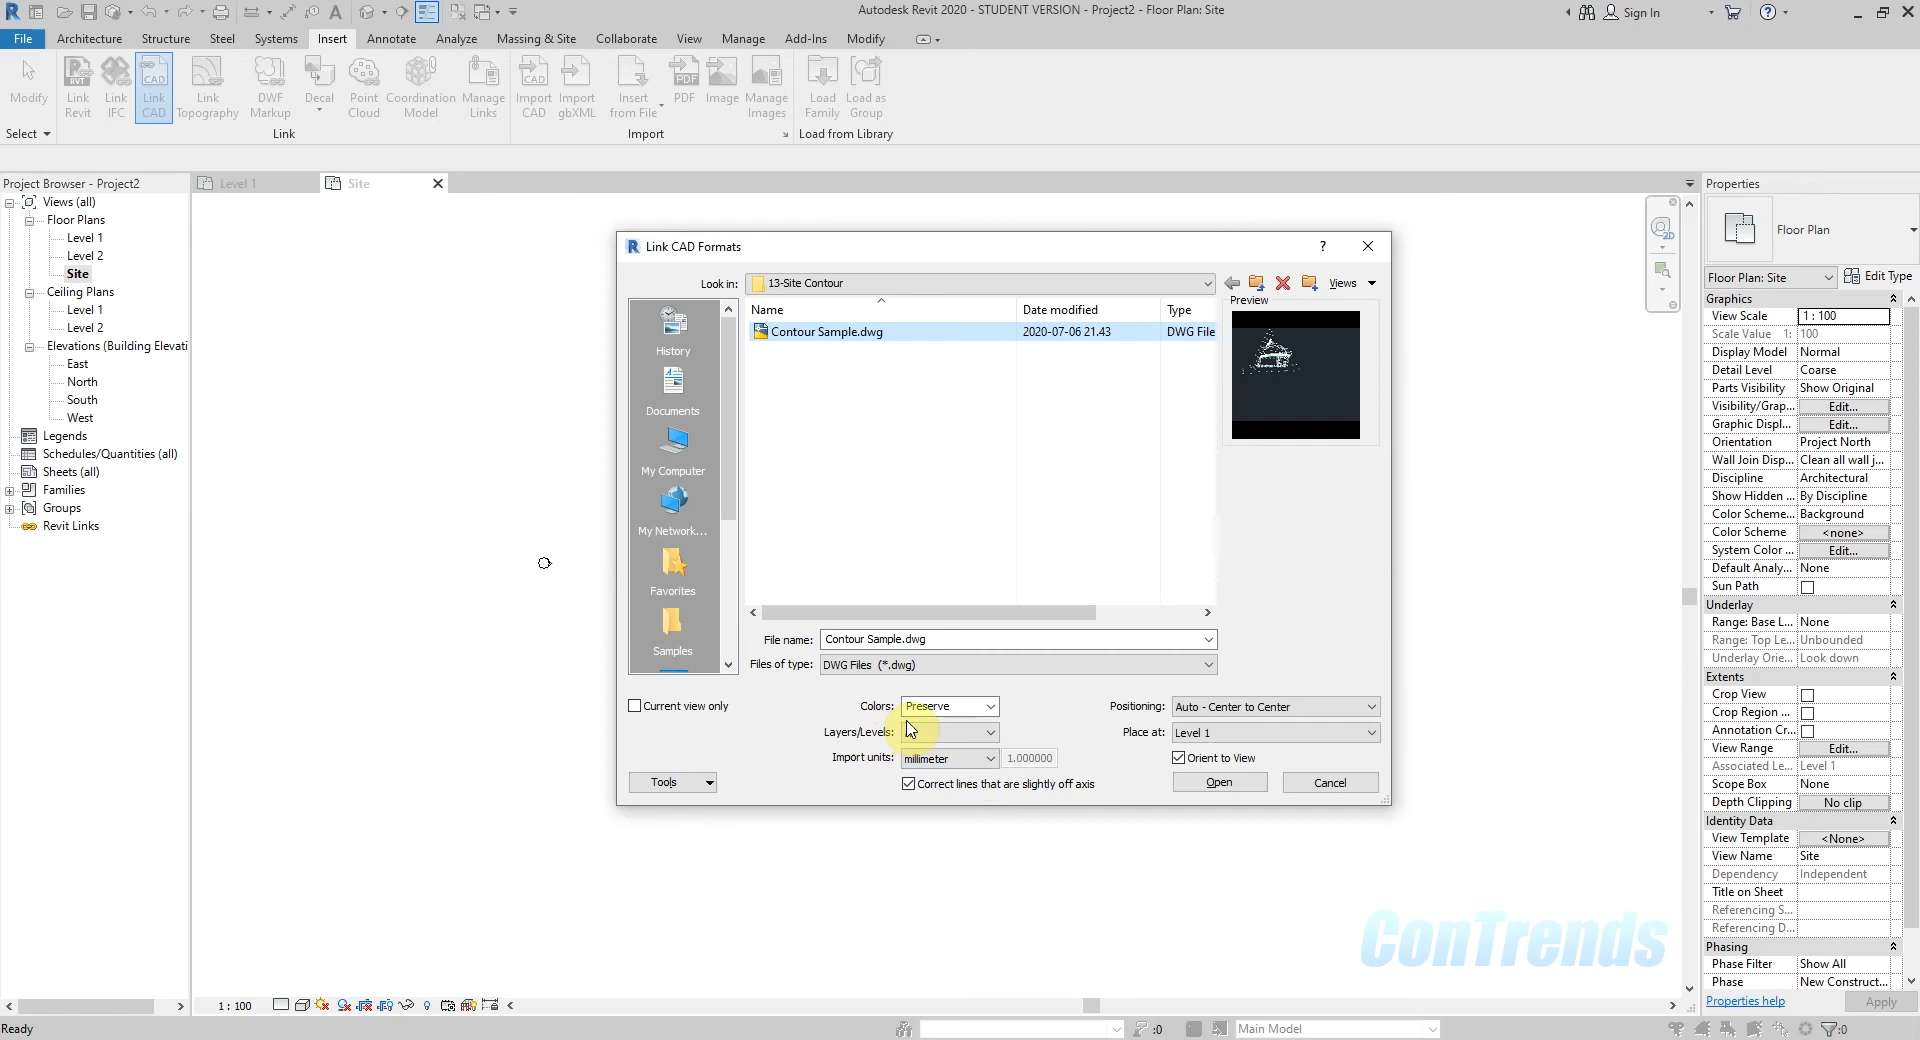 Autodesk Revit 2020 - STUDENT VERSION - Project2 - Floor Plan: Site
Sign In
File Architecture Structure Steel Systems Insert Annotate Analyze Massing & Site Collaborate View Manage Add-Ins Modify
Modify
Link Revit
Link IFC
Link CAD
Link Topography
DWF Markup
Decal
Point Cloud
Coordination Model
Manage Links
Import CAD
Import gbXML
Insert from File
PDF
Image
Manage Images
Load Family
Load as Group
Select
Link
Import
Load from Library
Project Browser - Project2
Views (all)
Floor Plans
Level 1
Level 2
Site
Ceiling Plans
Level 1
Level 2
Elevations (Building Elevati
East
North
South
West
Legends
Schedules/Quantities (all)
Sheets (all)
Families
Groups
Revit Links
Level 1
Site
Link CAD Formats
Look in: 13-Site Contour
Views
Name Date modified Type
Contour Sample.dwg 2020-07-06 21.43 DWG File
Preview
History
Documents
My Computer
My Network...
Favorites
Samples
File name: Contour Sample.dwg
Files of type: DWG Files (*.dwg)
Current view only
Colors: Preserve
Layers/Levels:
Import units: millimeter 1.000000
Correct lines that are slightly off axis
Positioning: Auto - Center to Center
Place at: Level 1
Orient to View
Tools
Open
Cancel
Properties
Floor Plan
Floor Plan: Site Edit Type
Graphics
View Scale 1 : 100
Scale Value 1: 100
Display Model Normal
Detail Level Coarse
Parts Visibility Show Original
Visibility/Grap... Edit...
Graphic Displ... Edit...
Orientation Project North
Wall Join Disp... Clean all wall j...
Discipline Architectural
Show Hidden ... By Discipline
Color Scheme... Background
Color Scheme <none>
System Color ... Edit...
Default Analy... None
Sun Path
Underlay
Range: Base L... None
Range: Top Le... Unbounded
Underlay Orie... Look down
Extents
Crop View
Crop Region ...
Annotation Cr...
View Range Edit...
Associated Le... Level 1
Scope Box None
Depth Clipping No clip
Identity Data
View Template <None>
View Name Site
Dependency Independent
Title on Sheet
Referencing S...
Referencing D...
Phasing
Phase Filter Show All
Phase New Construct...
Properties help Apply
ConTrends
1 : 100
Ready
:0
Main Model
:0